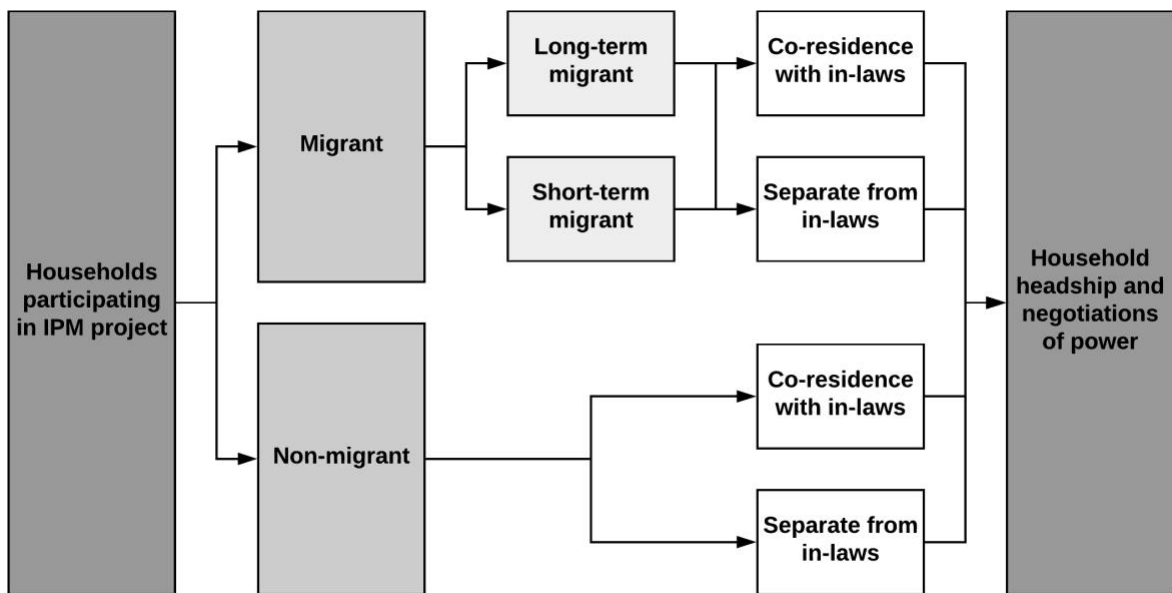 Households
participating
in IPM project
Migrant
Non-migrant
Long-term
migrant
Short-term
migrant
Co-residence
with in-laws
Separate from
in-laws
Co-residence
with in-laws
Separate from
in-laws
Household
headship and
negotiations
of power